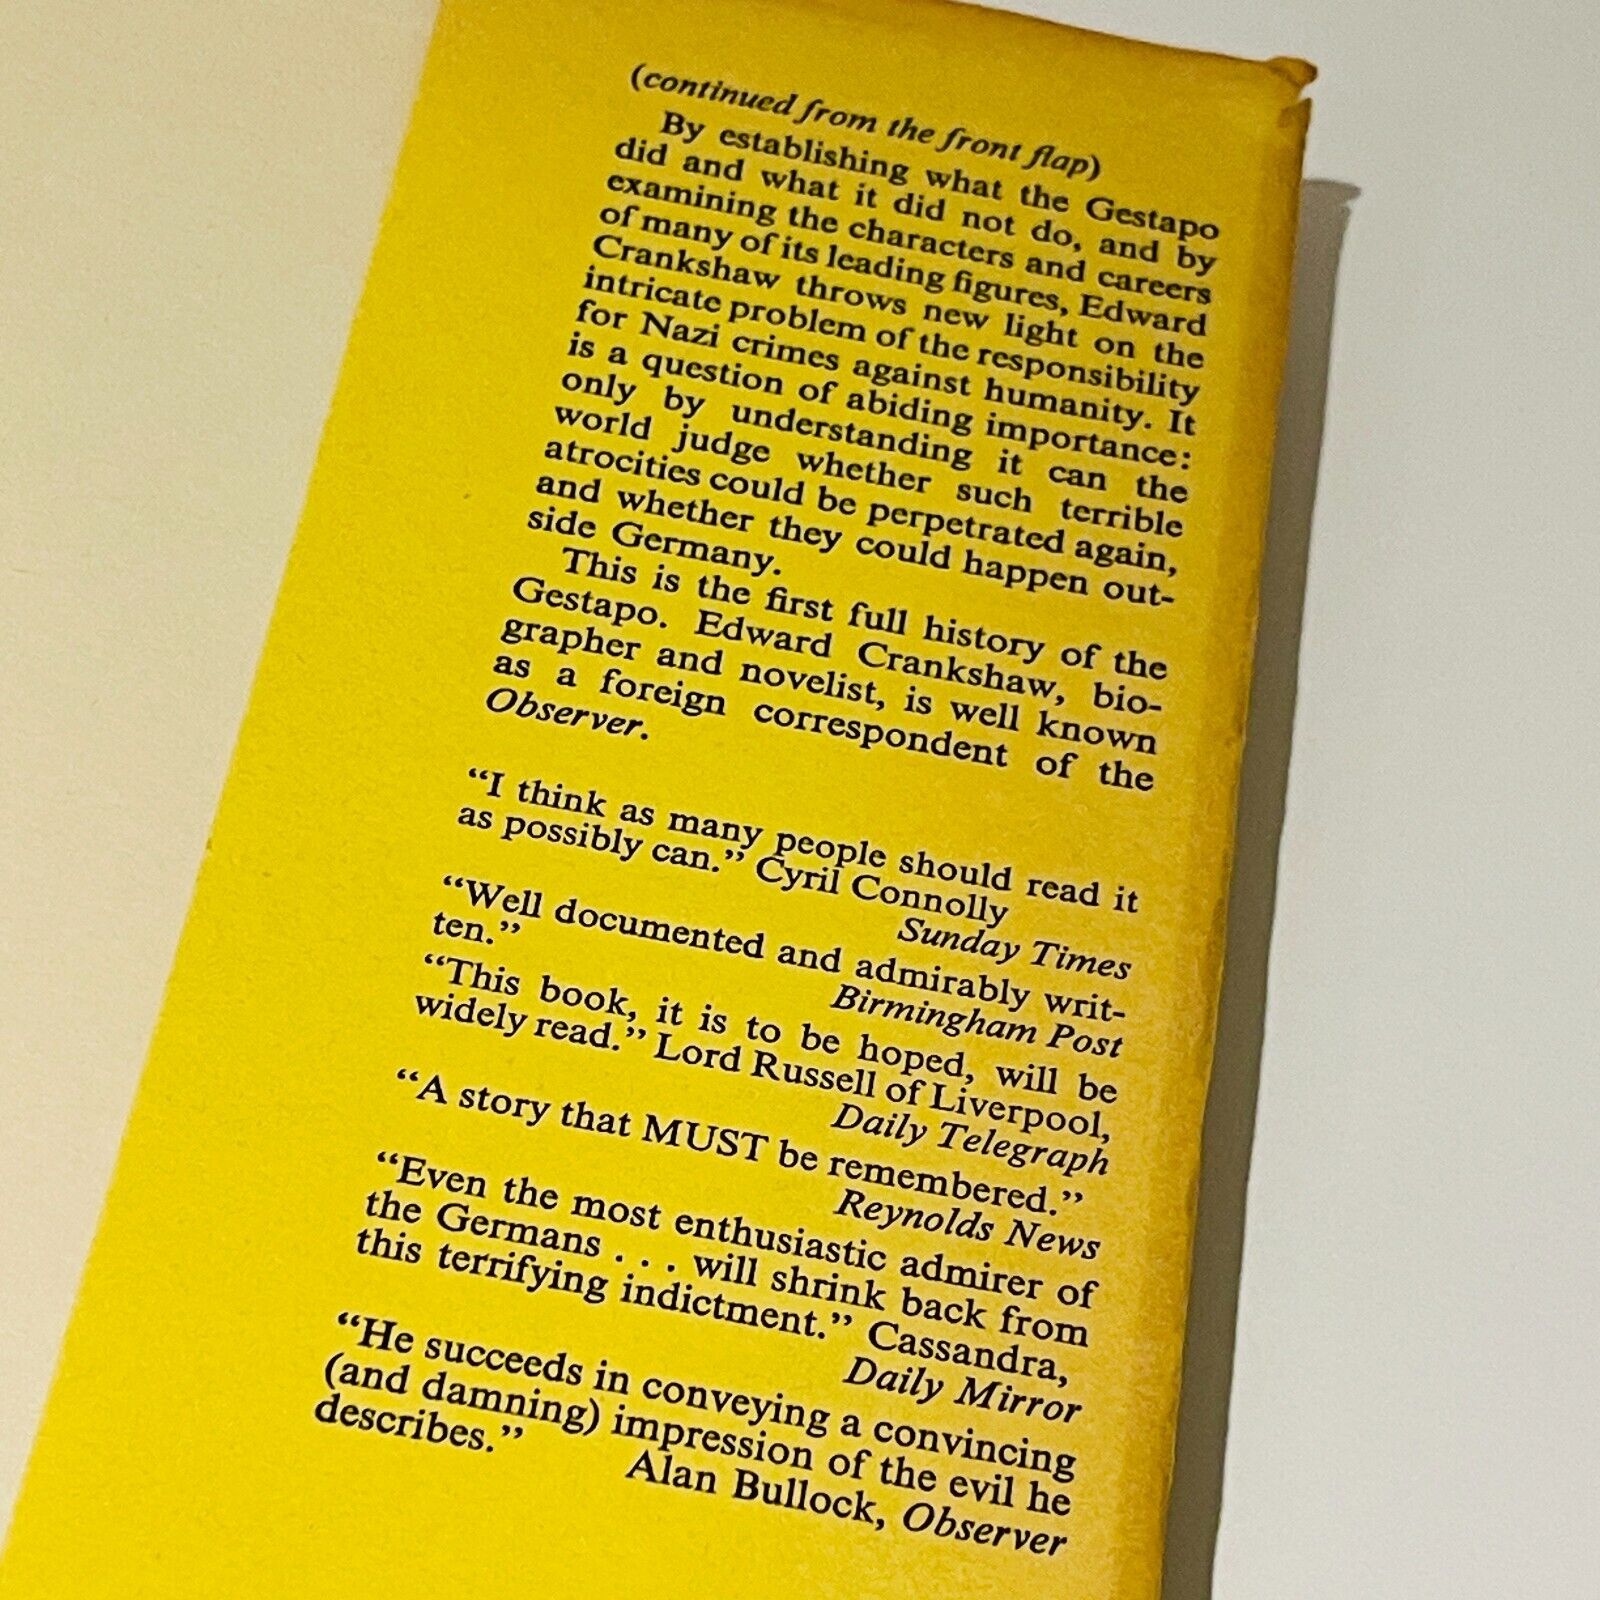 (continued from the front flap)
By establishing what the Gestapo
did and what it did not do, and by
examining the characters and careers
of many of its leading figures, Edward
Crankshaw throws new light on the
intricate problem of the responsibility
for Nazi crimes against humanity. It
is a question of abiding importance:
only by understanding it can the
world judge whether such terrible
atrocities could be perpetrated again,
and whether they could happen out-
side Germany.
This is the first full history of the
Gestapo. Edward Crankshaw, bio-
grapher and novelist, is well known
as a foreign correspondent of the
Observer.
“I think as many people should read it
as possibly can.” Cyril Connolly
Sunday Times
“Well documented and admirably writ-
ten.”
Birmingham Post
“This book, it is to be hoped, will be
widely read.” Lord Russell of Liverpool,
Daily Telegraph
“A story that MUST be remembered.”
Reynolds News
“Even the most enthusiastic admirer of
the Germans . . . will shrink back from
this terrifying indictment.” Cassandra,
Daily Mirror
“He succeeds in conveying a convincing
(and damning) impression of the evil he
describes.”
Alan Bullock, Observer